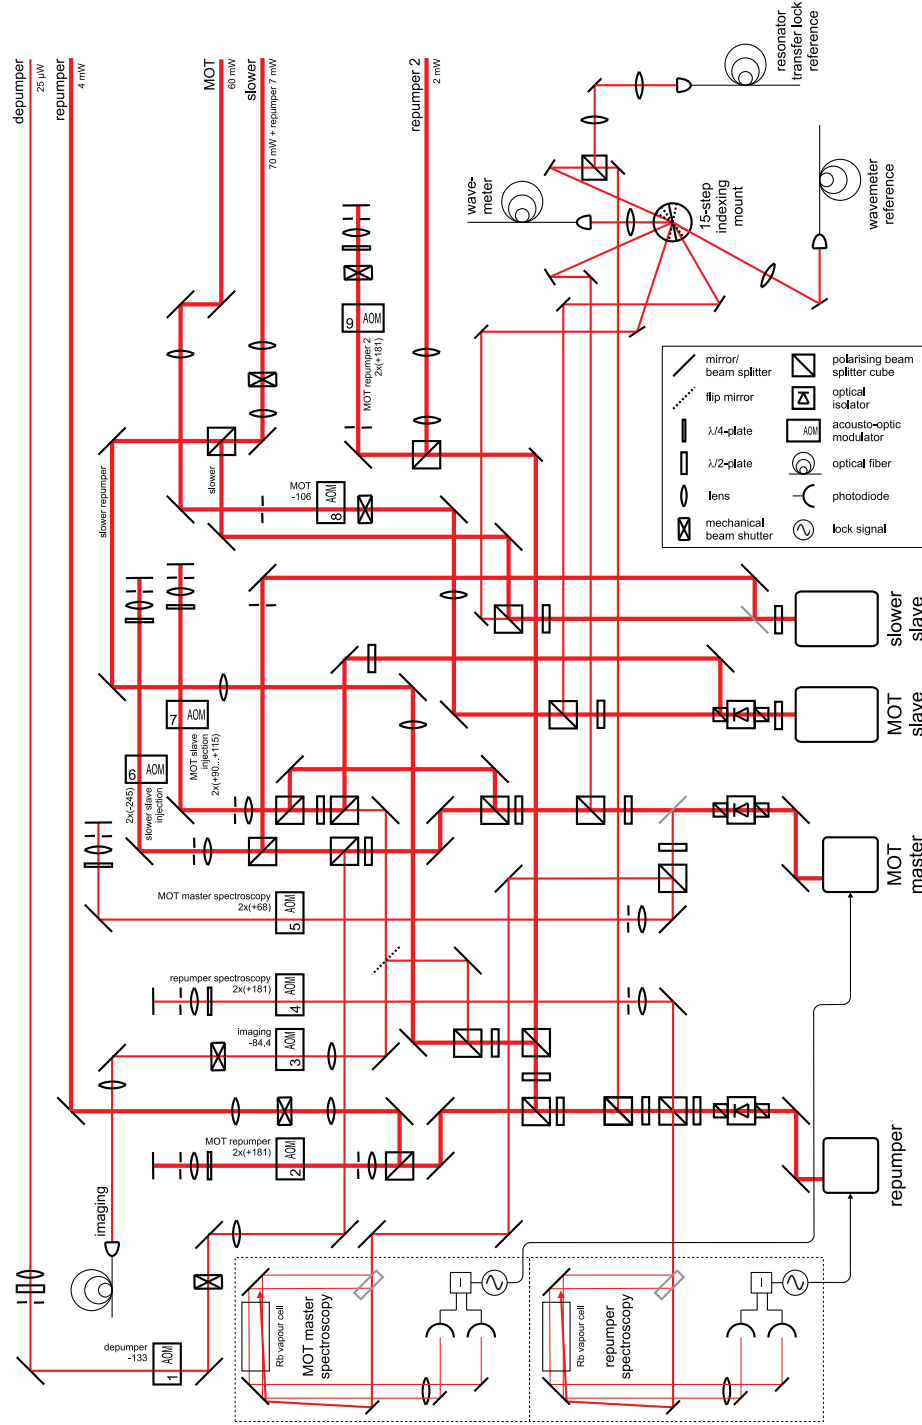 depumper
25 µW
repumper
4 mW
MOT
60 mW
slower
70 mW + repumper 7 mW
repumper 2
2 mW
resonator
transfer lock
reference
wave-
meter
15-step
indexing
mount
wavemeter
reference
9
AOM
MOT repumper 2
2x(+181)
slower repumper
slower
MOT
-106
8
AOM
mirror/
beam splitter
flip mirror
λ/4-plate
λ/2-plate
lens
mechanical
beam shutter
polarising beam
splitter cube
optical
isolator
AOM
acousto-optic
modulator
optical fiber
photodiode
lock signal
slower
slave
MOT
slave
7
AOM
MOT slave
injection
2x(+90...+115)
6
AOM
2x(-245)
slower slave
injection
MOT
master
MOT master spectroscopy
2x(+68)
5
AOM
repumper spectroscopy
2x(+181)
4
AOM
imaging
-84,4
3
AOM
MOT repumper
2x(+181)
2
AOM
repumper
imaging
depumper
-133
1
AOM
Rb vapour cell
MOT master
spectroscopy
I
Rb vapour cell
repumper
spectroscopy
I